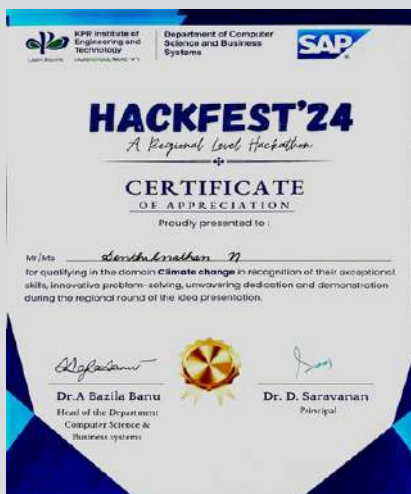 KPR Institute of
Engineering and
Technology
Learn Beyond
Department of Computer
Science and Business
Systems
SAP
HACKFEST'24
A Regional Level Hackathon
CERTIFICATE
OF APPRECIATION
Proudly presented to :
Mr/Ms Senthilnathan N
for qualifying in the domain Climate change in recognition of their exceptional
skills, innovative problem-solving, unwavering dedication and demonstration
during the regional round of the idea presentation.
Dr.A Bazila Banu
Head of the Department
Computer Science &
Business systems
Dr. D. Saravanan
Principal